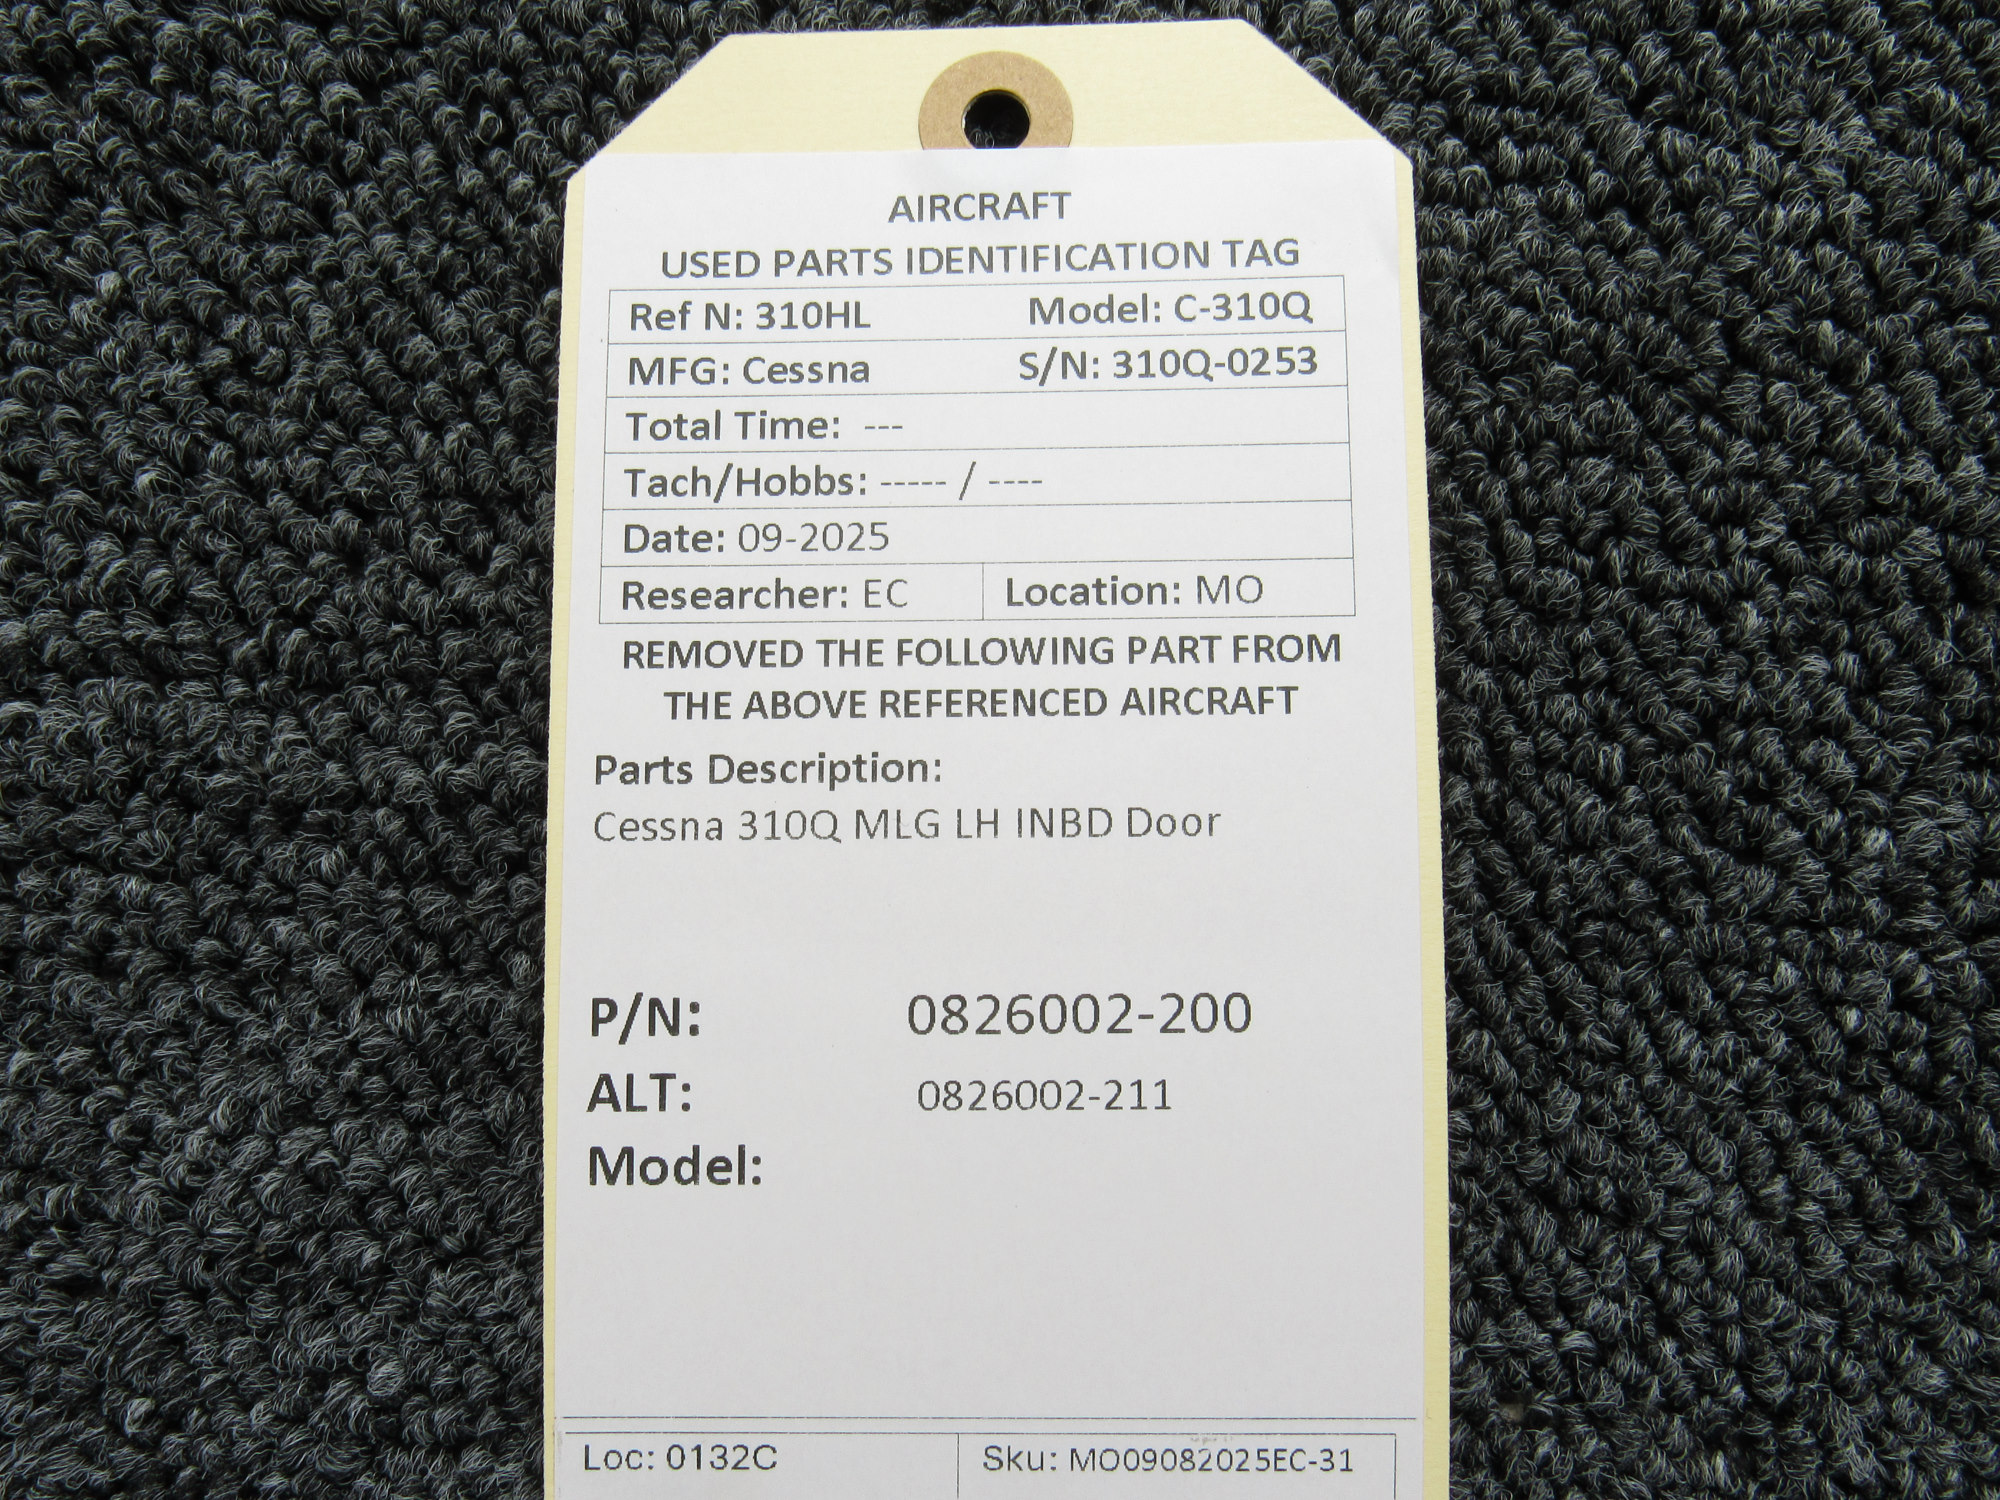 AIRCRAFT
USED PARTS IDENTIFICATION TAG
Ref N: 310HL Model: C-310Q
MFG: Cessna S/N: 310Q-0253
Total Time: ---
Tach/Hobbs: ----- / ----
Date: 09-2025
Researcher: EC Location: MO
REMOVED THE FOLLOWING PART FROM
THE ABOVE REFERENCED AIRCRAFT
Parts Description:
Cessna 310Q MLG LH INBD Door
P/N: 0826002-200
ALT: 0826002-211
Model:
Loc: 0132C Sku: MO09082025EC-31